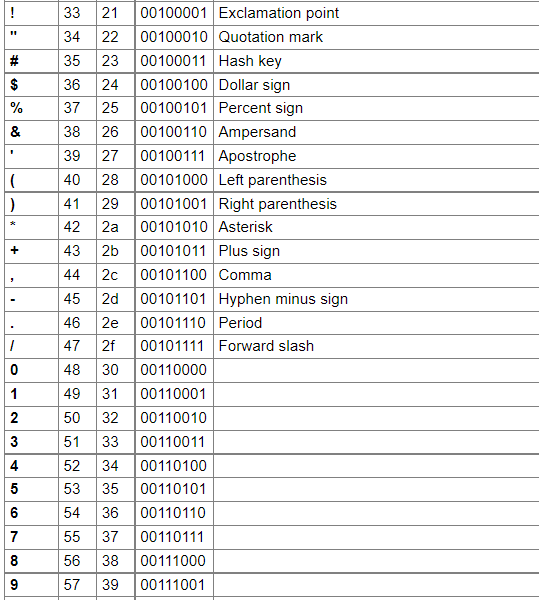 ! 33 21 00100001 Exclamation point
" 34 22 00100010 Quotation mark
# 35 23 00100011 Hash key
$ 36 24 00100100 Dollar sign
% 37 25 00100101 Percent sign
& 38 26 00100110 Ampersand
' 39 27 00100111 Apostrophe
( 40 28 00101000 Left parenthesis
) 41 29 00101001 Right parenthesis
* 42 2a 00101010 Asterisk
+ 43 2b 00101011 Plus sign
, 44 2c 00101100 Comma
- 45 2d 00101101 Hyphen minus sign
. 46 2e 00101110 Period
/ 47 2f 00101111 Forward slash
0 48 30 00110000
1 49 31 00110001
2 50 32 00110010
3 51 33 00110011
4 52 34 00110100
5 53 35 00110101
6 54 36 00110110
7 55 37 00110111
8 56 38 00111000
9 57 39 00111001